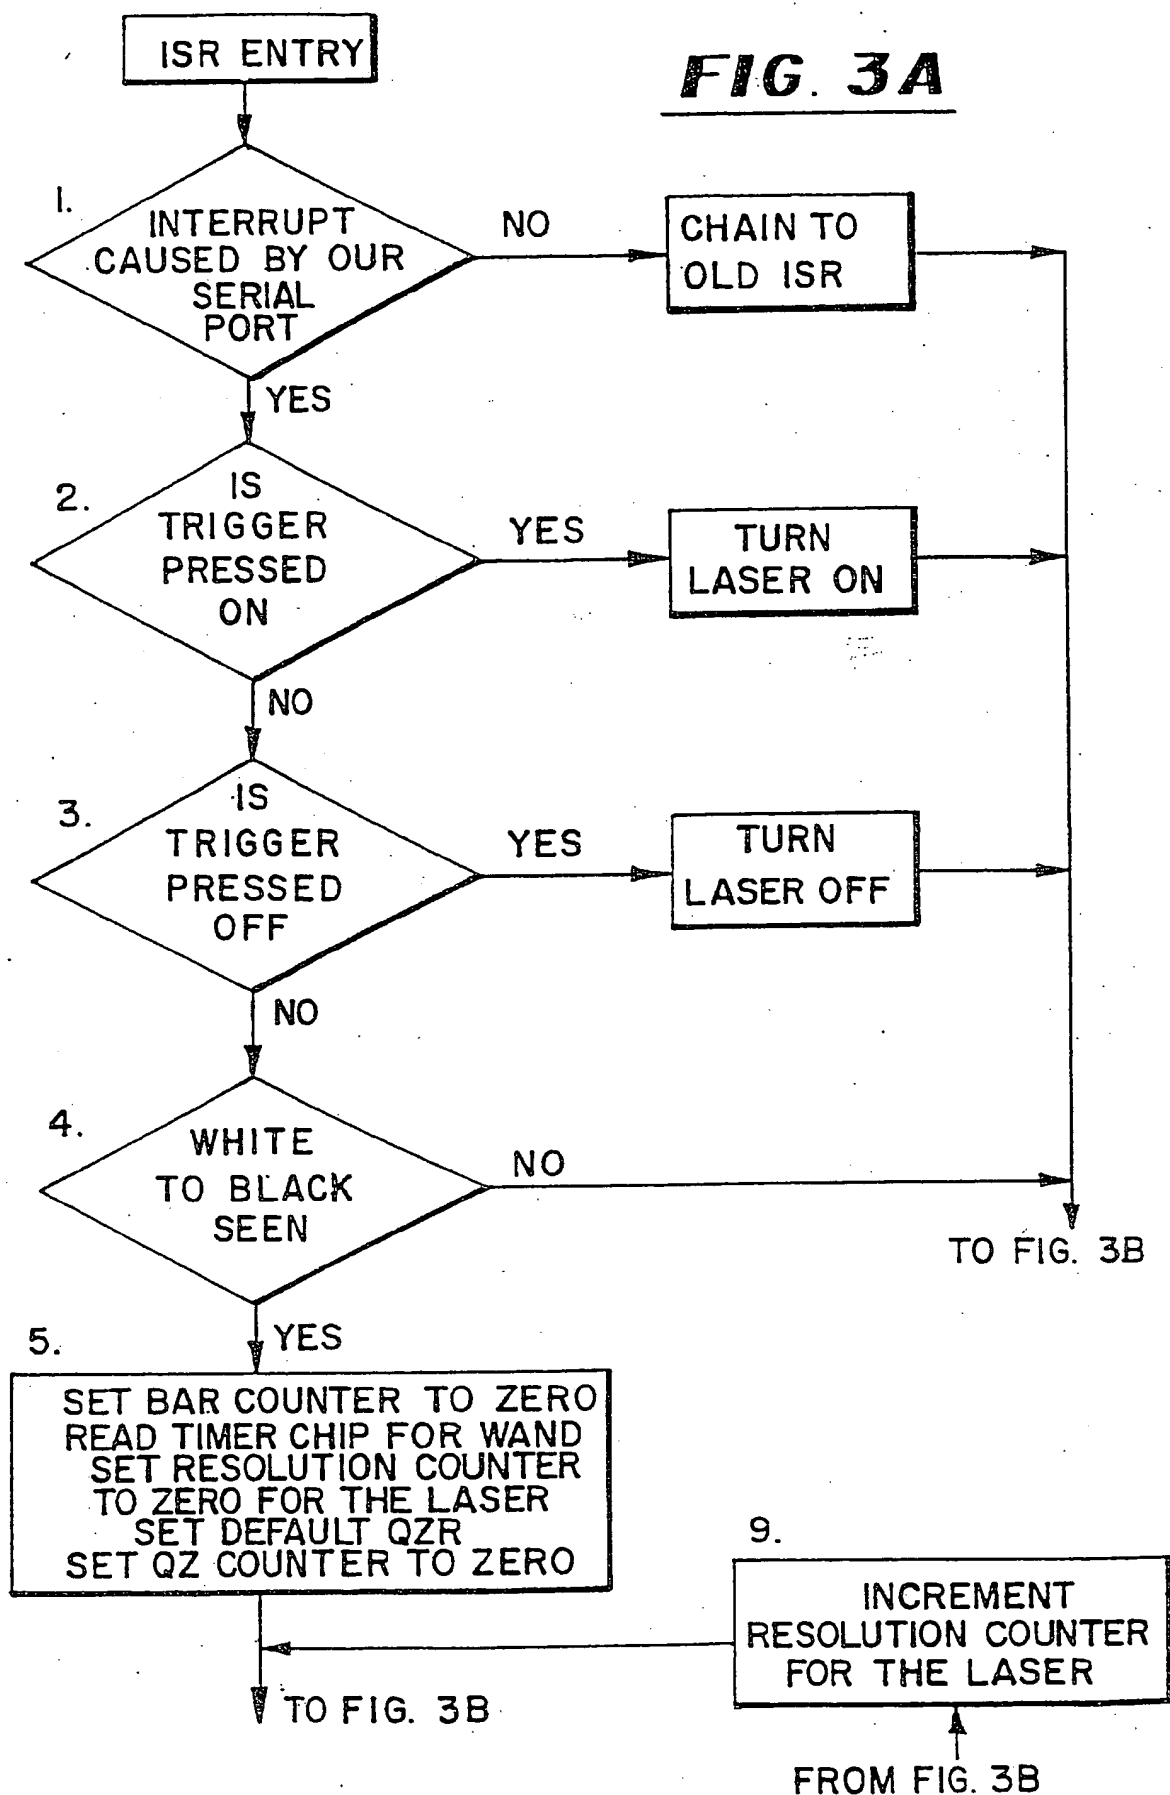 ISR ENTRY
FIG. 3A
1.
INTERRUPT
CAUSED BY OUR
SERIAL
PORT
NO
CHAIN TO
OLD ISR
YES
2.
IS
TRIGGER
PRESSED
ON
YES
TURN
LASER ON
NO
3.
IS
TRIGGER
PRESSED
OFF
YES
TURN
LASER OFF
NO
4.
WHITE
TO BLACK
SEEN
NO
TO FIG. 3B
YES
5.
SET BAR COUNTER TO ZERO
READ TIMER CHIP FOR WAND
SET RESOLUTION COUNTER
TO ZERO FOR THE LASER
SET DEFAULT QZR
SET QZ COUNTER TO ZERO
9.
INCREMENT
RESOLUTION COUNTER
FOR THE LASER
TO FIG. 3B
FROM FIG. 3B